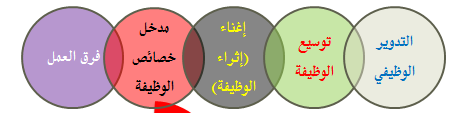 التدوير
الوظيفي
توسيع
الوظيفة
إغناء
(إثراء
الوظيفة)
مدخل
خصائص
الوظيفة
فرق العمل